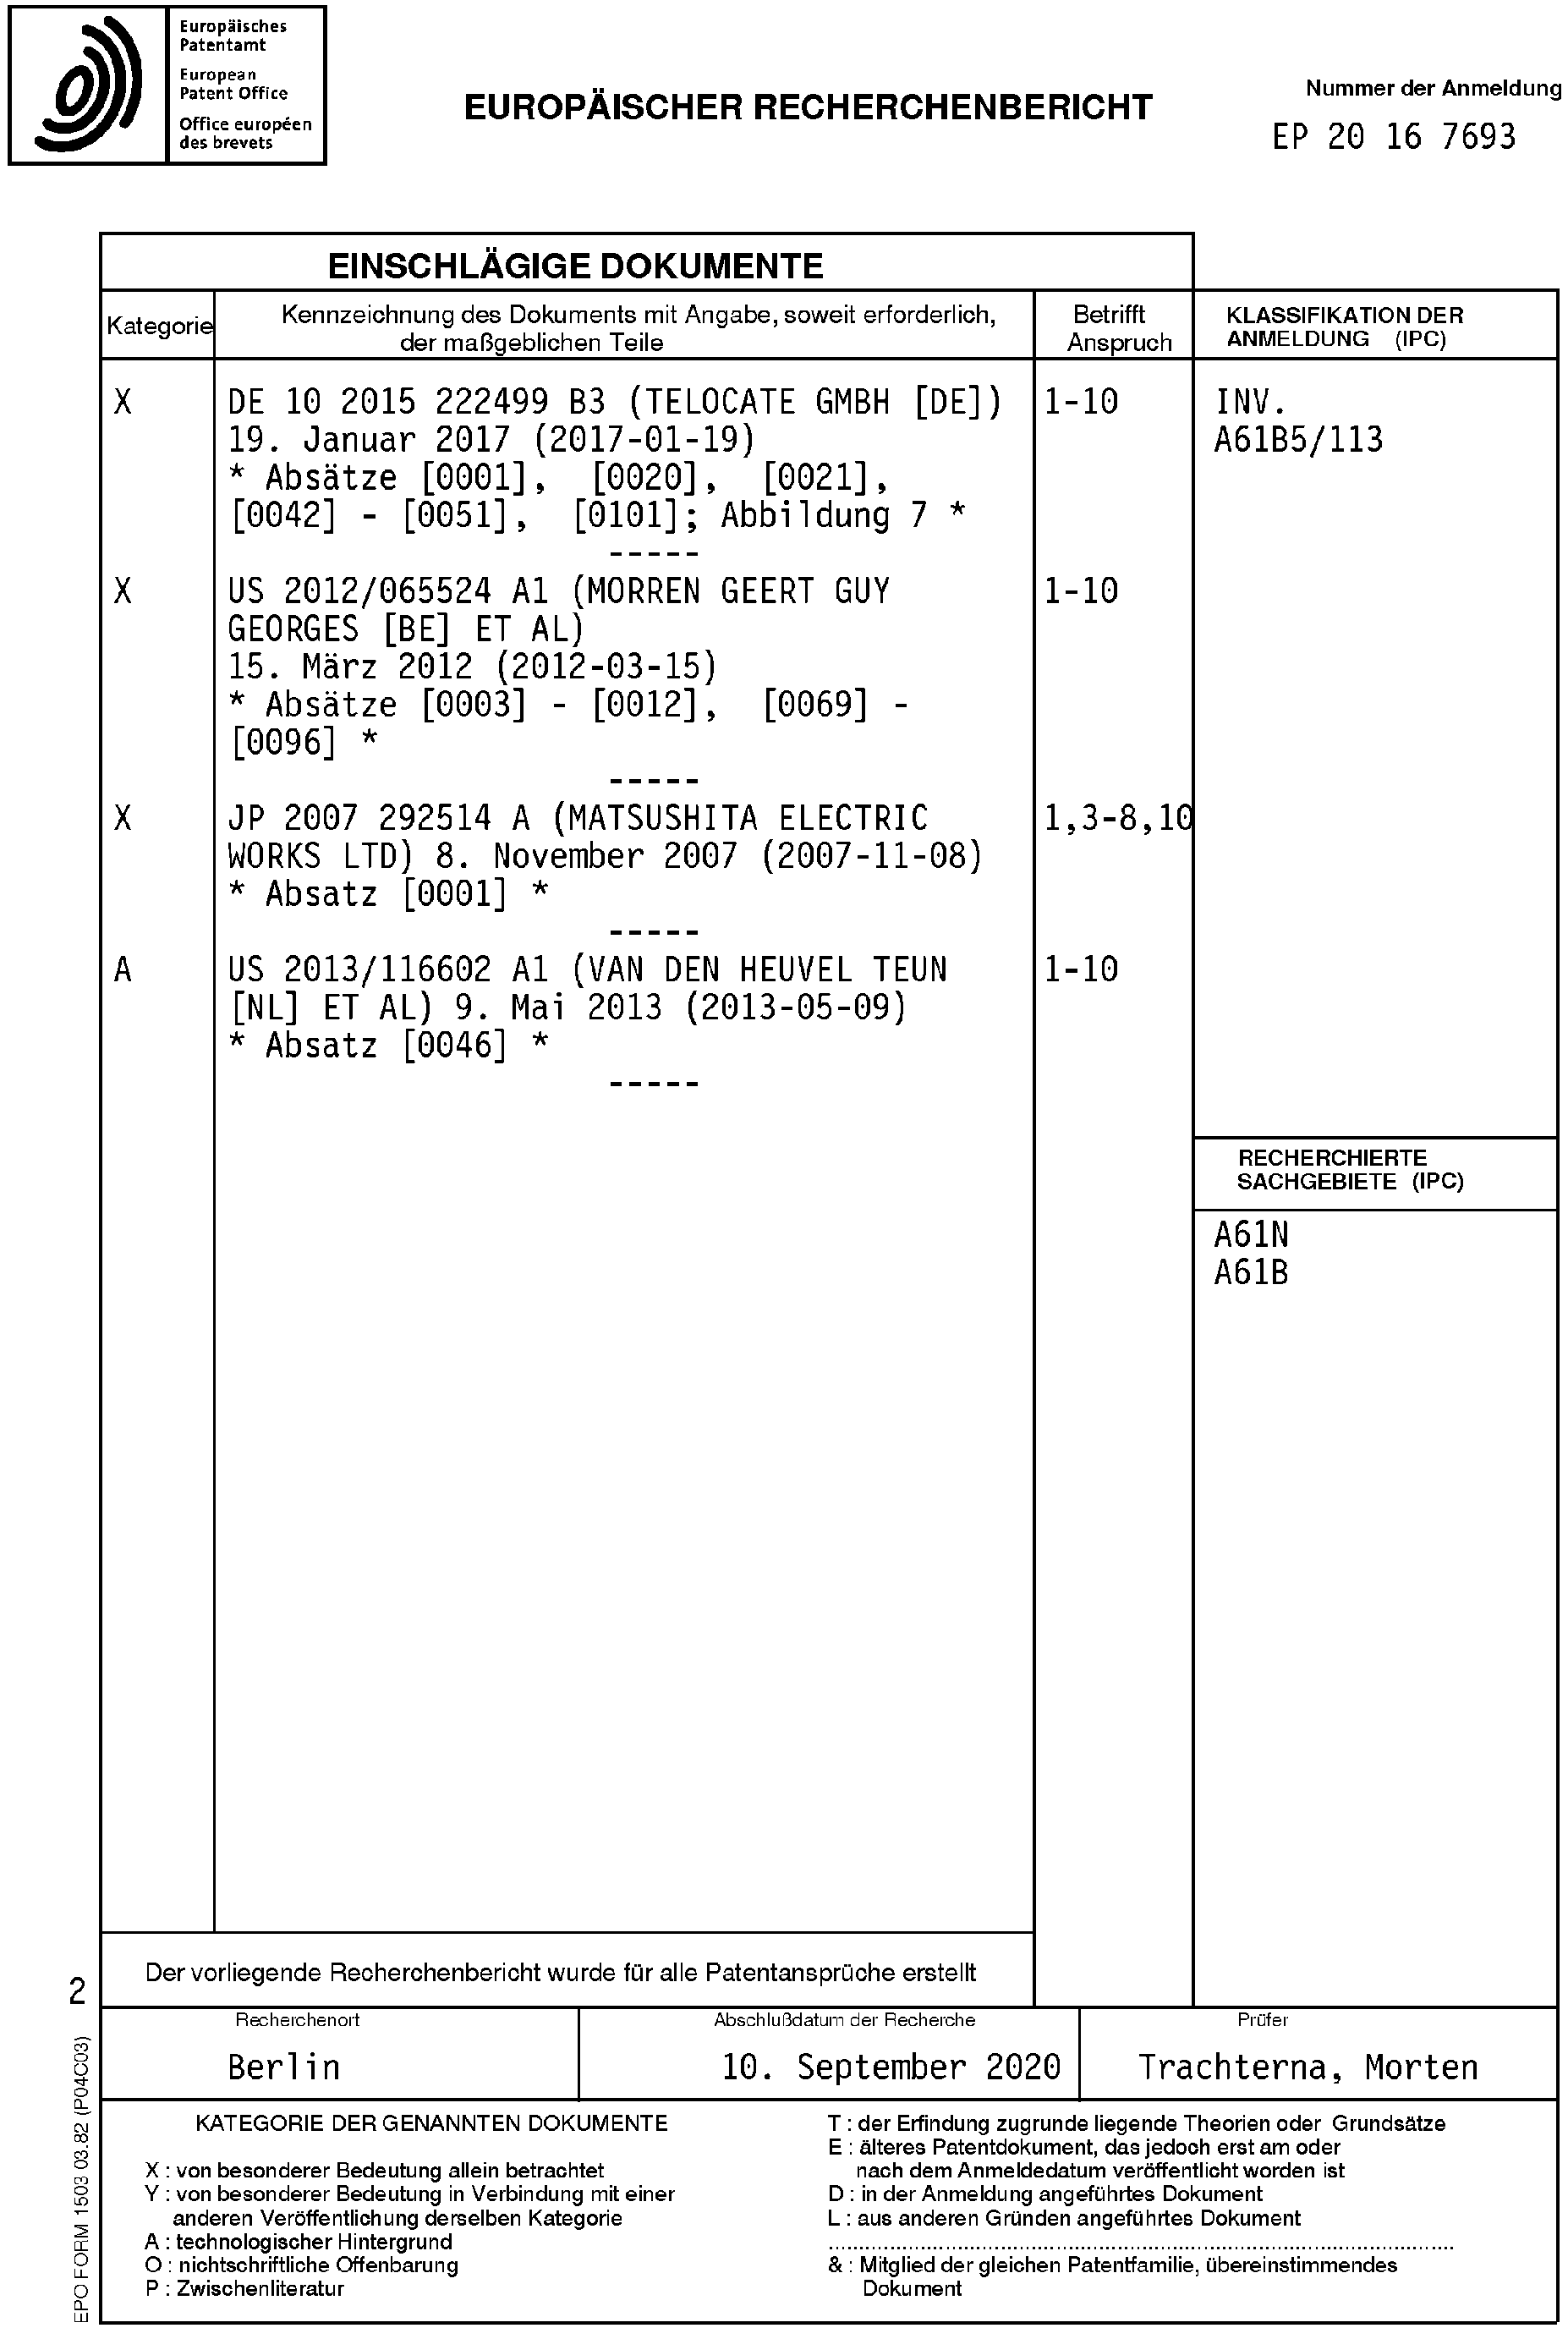 Europäisches
Patentamt
European
Patent Office
Office européen
des brevets
EUROPÄISCHER RECHERCHENBERICHT
Nummer der Anmeldung
EP 20 16 7693
EINSCHLÄGIGE DOKUMENTE
Kategorie
Kennzeichnung des Dokuments mit Angabe, soweit erforderlich,
der maßgeblichen Teile
Betrifft
Anspruch
KLASSIFIKATION DER
ANMELDUNG (IPC)
X
DE 10 2015 222499 B3 (TELOCATE GMBH [DE])
19. Januar 2017 (2017-01-19)
* Absätze [0001], [0020], [0021],
[0042] - [0051], [0101]; Abbildung 7 *
-----
1-10
INV.
A61B5/113
X
US 2012/065524 A1 (MORREN GEERT GUY
GEORGES [BE] ET AL)
15. März 2012 (2012-03-15)
* Absätze [0003] - [0012], [0069] -
[0096] *
-----
1-10
X
JP 2007 292514 A (MATSUSHITA ELECTRIC
WORKS LTD) 8. November 2007 (2007-11-08)
* Absatz [0001] *
-----
1,3-8,10
A
US 2013/116602 A1 (VAN DEN HEUVEL TEUN
[NL] ET AL) 9. Mai 2013 (2013-05-09)
* Absatz [0046] *
-----
1-10
RECHERCHIERTE
SACHGEBIETE (IPC)
A61N
A61B
Der vorliegende Recherchenbericht wurde für alle Patentansprüche erstellt
2
EPO FORM 1503 03.82 (P04C03)
Recherchenort
Berlin
Abschlußdatum der Recherche
10. September 2020
Prüfer
Trachterna, Morten
KATEGORIE DER GENANNTEN DOKUMENTE
X : von besonderer Bedeutung allein betrachtet
Y : von besonderer Bedeutung in Verbindung mit einer
anderen Veröffentlichung derselben Kategorie
A : technologischer Hintergrund
O : nichtschriftliche Offenbarung
P : Zwischenliteratur
T : der Erfindung zugrunde liegende Theorien oder Grundsätze
E : älteres Patentdokument, das jedoch erst am oder
nach dem Anmeldedatum veröffentlicht worden ist
D : in der Anmeldung angeführtes Dokument
L : aus anderen Gründen angeführtes Dokument
& : Mitglied der gleichen Patentfamilie, übereinstimmendes
Dokument